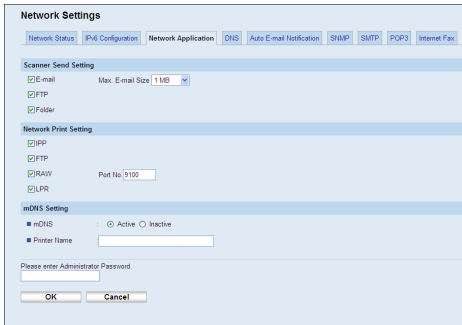 Network Settings
Network Status IPv6 Configuration Network Application DNS Auto E-mail Notification SNMP SMTP POP3 Internet Fax
Scanner Send Setting
E-mail Max. E-mail Size 1 MB
FTP
Folder
Network Print Setting
IPP
FTP
RAW Port No. 9100
LPR
mDNS Setting
mDNS : Active Inactive
Printer Name :
Please enter Administrator Password.
OK Cancel